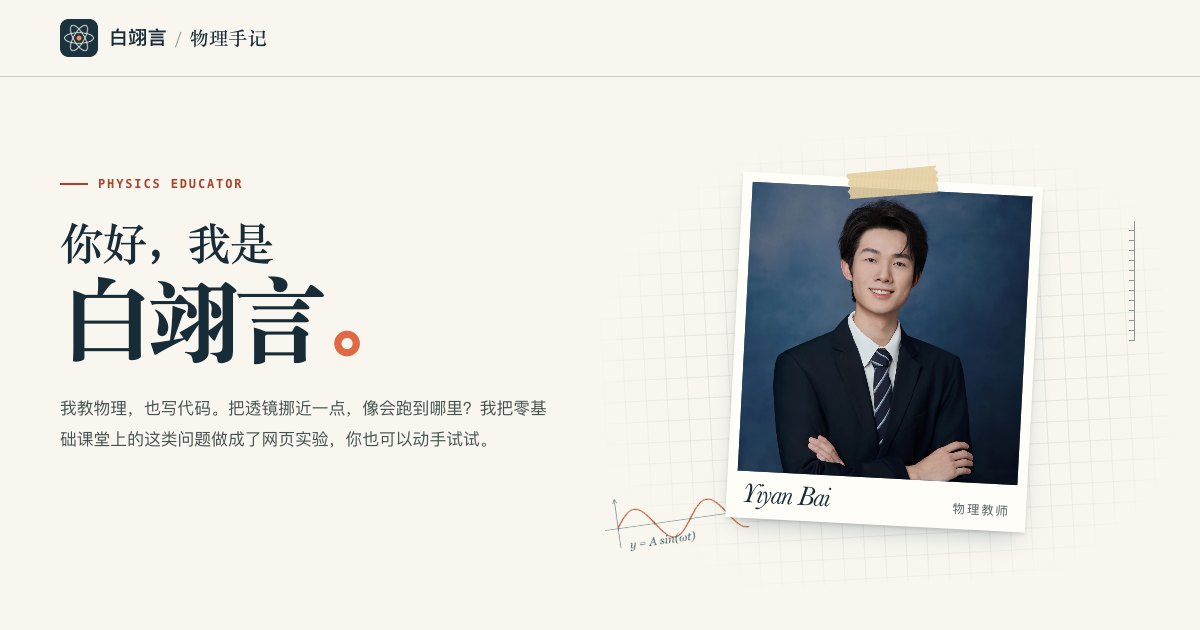 白翊言 / 物理手记
PHYSICS EDUCATOR
你好，我是
白翊言
我教物理，也写代码。把透镜挪近一点，像会跑到哪里？我把零基
础课堂上的这类问题做成了网页实验，你也可以动手试试。
Yiyan Bai
物理教师
y = A sin(ωt)